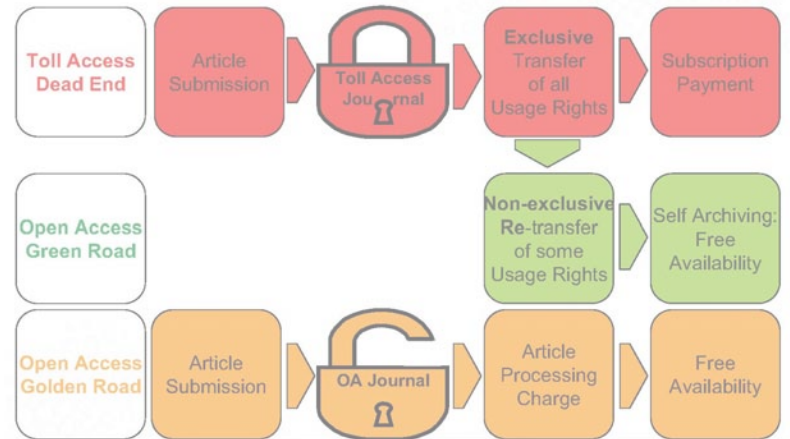 Toll Access
Dead End
Article
Submission
Toll Access
Jou rnal
Exclusive
Transfer
of all
Usage Rights
Subscription
Payment
Open Access
Green Road
Non-exclusive
Re-transfer
of some
Usage Rights
Self Archiving:
Free
Availability
Open Access
Golden Road
Article
Submission
OA Journal
Article
Processing
Charge
Free
Availability